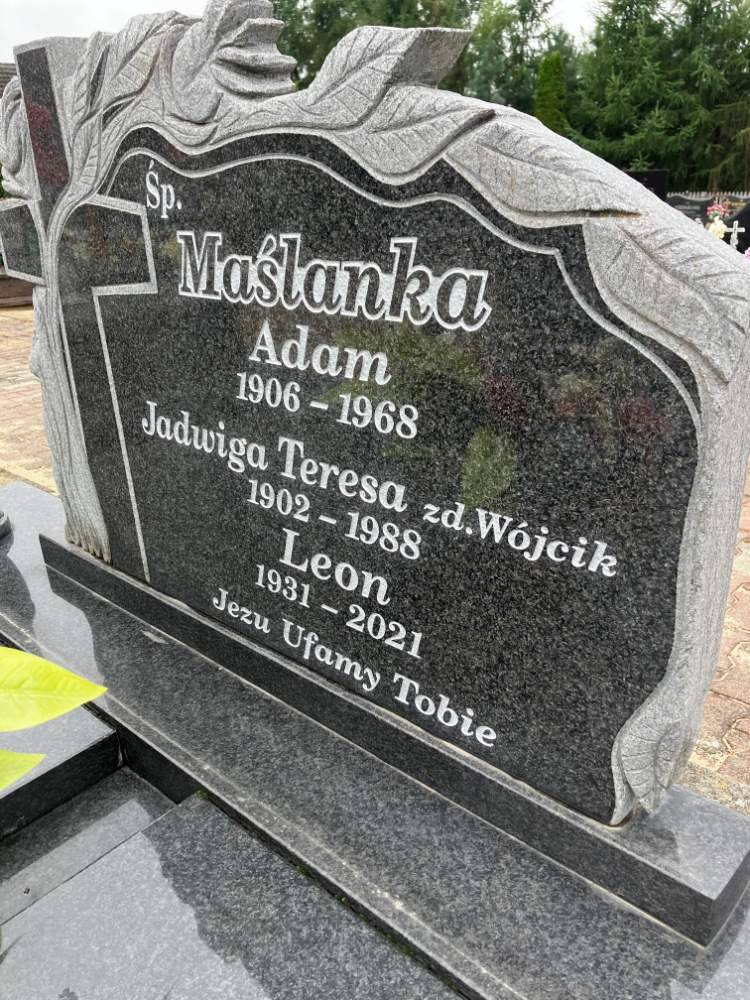 Śp.
Maślanka
Adam
1906 – 1968
Jadwiga Teresa zd. Wójcik
1902 – 1988
Leon
1931 – 2021
Jezu Ufamy Tobie